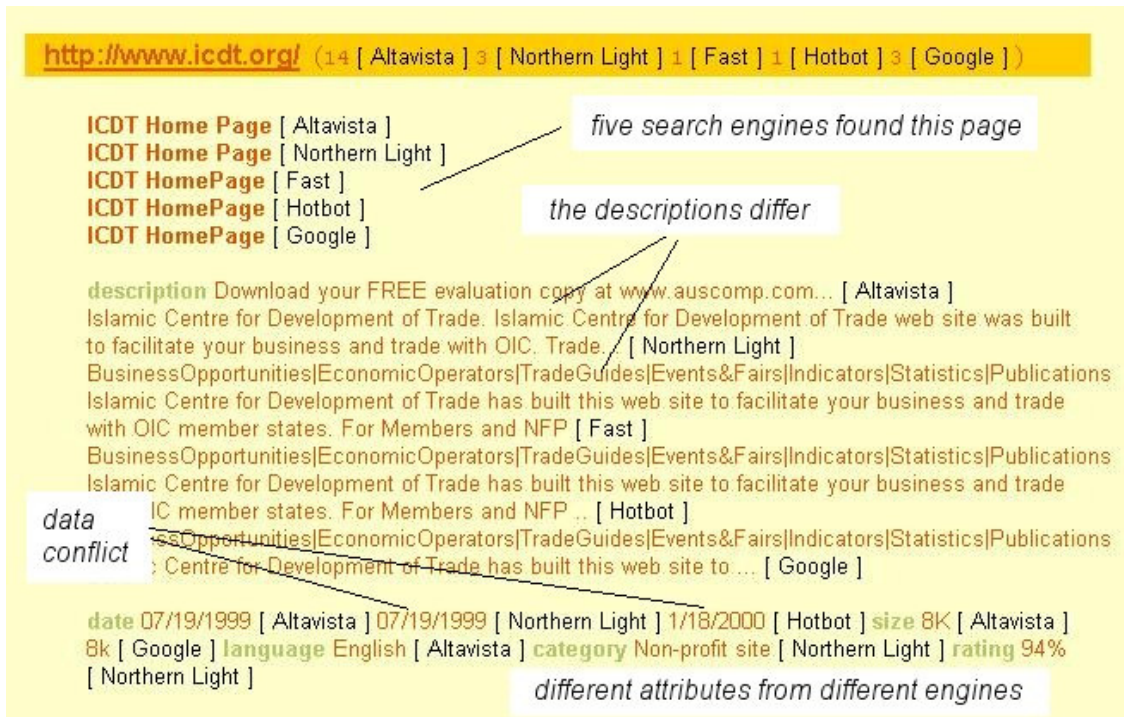 http://www.icdt.org/ (14 [ Altavista ] 3 [ Northern Light ] 1 [ Fast ] 1 [ Hotbot ] 3 [ Google ] )
ICDT Home Page [ Altavista ]
five search engines found this page
ICDT Home Page [ Northern Light ]
ICDT HomePage [ Fast ]
ICDT HomePage [ Hotbot ]
the descriptions differ
ICDT HomePage [ Google ]
description Download your FREE evaluation copy at www.auscomp.com... [ Altavista ]
Islamic Centre for Development of Trade. Islamic Centre for Development of Trade web site was built
to facilitate your business and trade with OIC. Trade... [ Northern Light ]
BusinessOpportunities|EconomicOperators|TradeGuides|Events&Fairs|Indicators|Statistics|Publications
Islamic Centre for Development of Trade has built this web site to facilitate your business and trade
with OIC member states. For Members and NFP [ Fast ]
BusinessOpportunities|EconomicOperators|TradeGuides|Events&Fairs|Indicators|Statistics|Publications
Islamic Centre for Development of Trade has built this web site to facilitate your business and trade
IC member states. For Members and NFP .. [ Hotbot ]
data
conflict
essOpportunities|EconomicOperators|TradeGuides|Events&Fairs|Indicators|Statistics|Publications
Centre for Development of Trade has built this web site to ... [ Google ]
date 07/19/1999 [ Altavista ] 07/19/1999 [ Northern Light ] 1/18/2000 [ Hotbot ] size 8K [ Altavista ]
8k [ Google ] language English [ Altavista ] category Non-profit site [ Northern Light ] rating 94%
[ Northern Light ]
different attributes from different engines